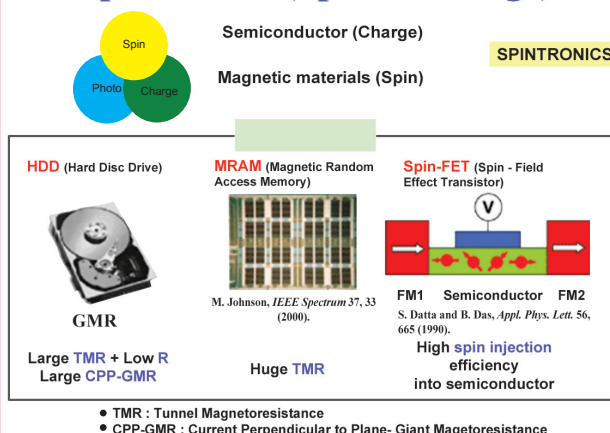 Spin
Photo
Charge
Semiconductor (Charge)
Magnetic materials (Spin)
SPINTRONICS
HDD (Hard Disc Drive)
GMR
Large TMR + Low R
Large CPP-GMR
MRAM (Magnetic Random
Access Memory)
M. Johnson, IEEE Spectrum 37, 33
(2000).
Huge TMR
Spin-FET (Spin - Field
Effect Transistor)
V
FM1 Semiconductor FM2
S. Datta and B. Das, Appl. Phys. Lett. 56,
665 (1990).
High spin injection
efficiency
into semiconductor
• TMR : Tunnel Magnetoresistance
• CPP-GMR : Current Perpendicular to Plane- Giant Magetoresistance